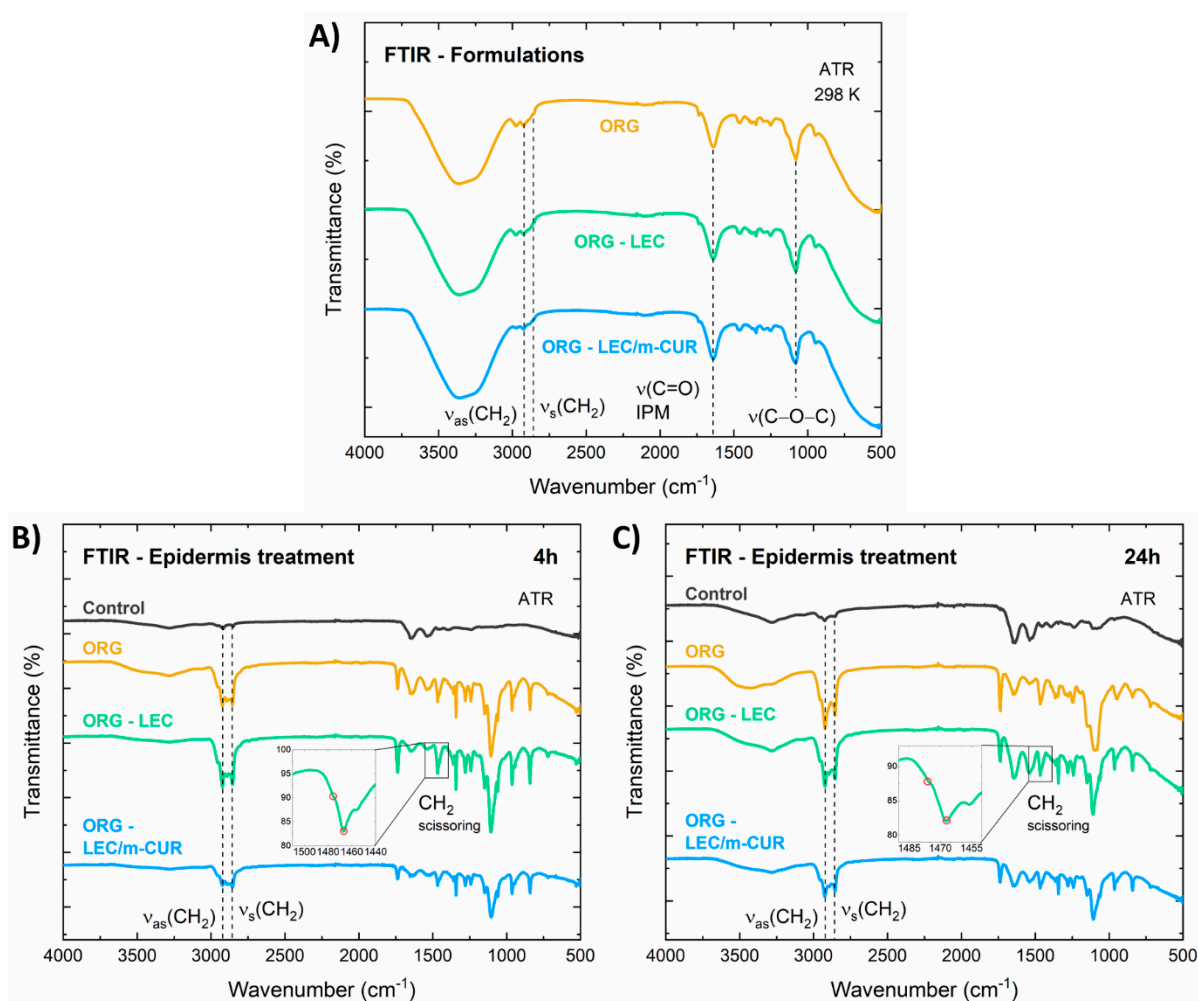 A)
FTIR - Formulations
ATR
298 K
ORG
ORG - LEC
ORG - LEC/m-CUR
νas(CH2)
νs(CH2)
ν(C=O)
IPM
ν(C–O–C)
Transmittance (%)
4000 3500 3000 2500 2000 1500 1000 500
Wavenumber (cm-1)
B)
FTIR - Epidermis treatment 4h
ATR
Control
ORG
ORG - LEC
100
95
90
85
80
1500 1480 1460 1440
CH2
scissoring
ORG -
LEC/m-CUR
νas(CH2)
νs(CH2)
Transmittance (%)
4000 3500 3000 2500 2000 1500 1000 500
Wavenumber (cm-1)
C)
FTIR - Epidermis treatment 24h
ATR
Control
ORG
ORG - LEC
90
85
80
1485 1470 1455
CH2
scissoring
ORG -
LEC/m-CUR
νas(CH2)
νs(CH2)
Transmittance (%)
4000 3500 3000 2500 2000 1500 1000 500
Wavenumber (cm-1)